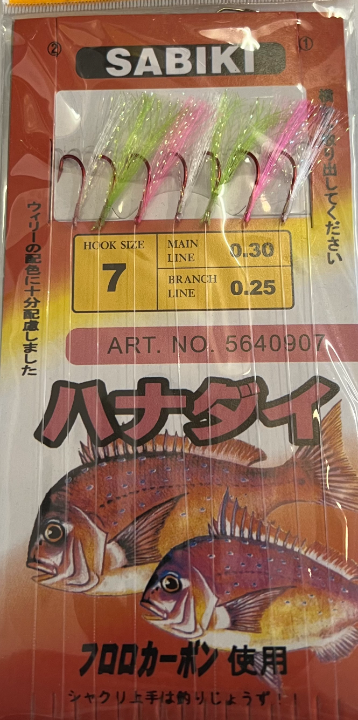 ②
①
SABIKI
り出してください
ウィリーの配色に十分配慮しました
HOOK SIZE
7
MAIN LINE
0.30
BRANCH LINE
0.25
ART. NO. 5640907
ハナダイ
フロロカーボン 使用
シャクリ上手は釣りじょうず!!